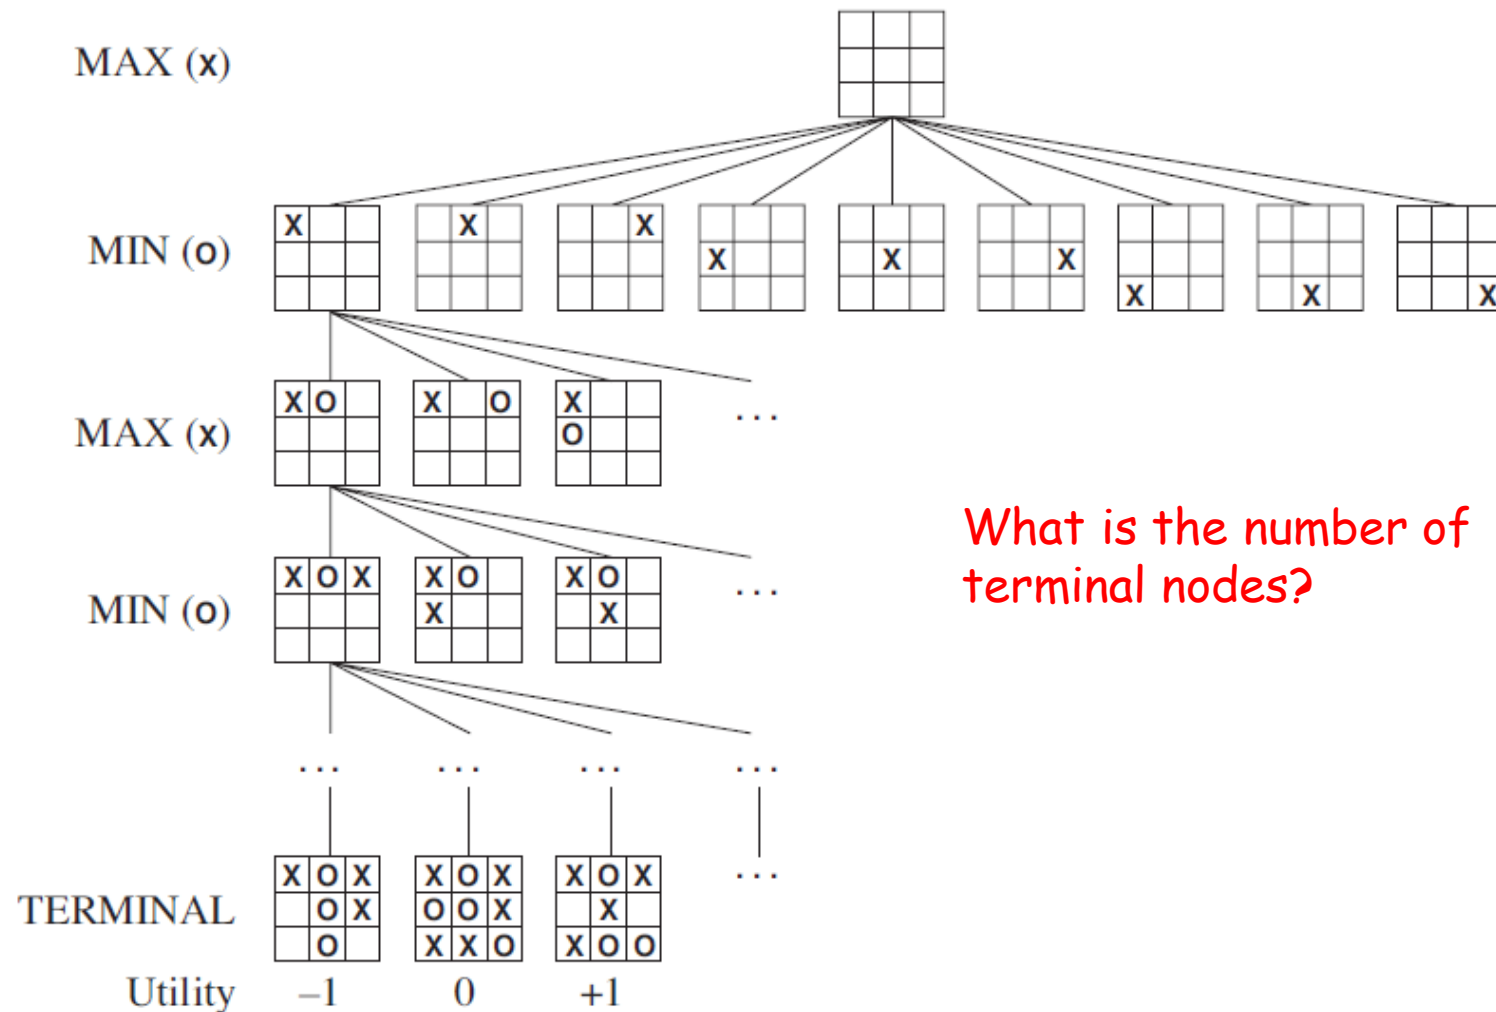 MAX (x)
MIN (o)
X
X
X
X
X
X
X
X
X
MAX (x)
X O
X O
X
O
...
MIN (o)
X O X
X O
X
X O
X
...
What is the number of
terminal nodes?
... ... ... ...
TERMINAL
X O X
O X
O
X O X
O O X
X X O
X O X
X
X O O
...
Utility –1 0 +1